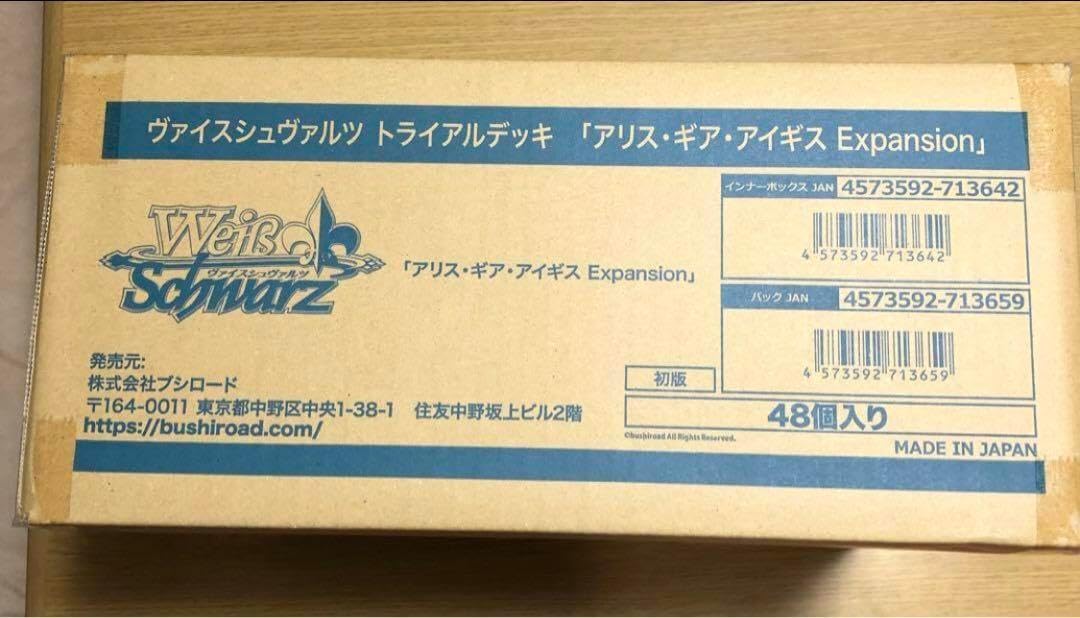 ヴァイスシュヴァルツ トライアルデッキ 「アリス・ギア・アイギス Expansion」
Weiß
ヴァイスシュヴァルツ
Schwarz
「アリス・ギア・アイギス Expansion」
インナーボックス JAN 4573592-713642
4 573592 713642
パック JAN 4573592-713659
4 573592 713659
発売元:
株式会社ブシロード
〒164-0011 東京都中野区中央1-38-1 住友中野坂上ビル2階
https://bushiroad.com/
初版
48個入り
©bushiroad All Rights Reserved.
MADE IN JAPAN